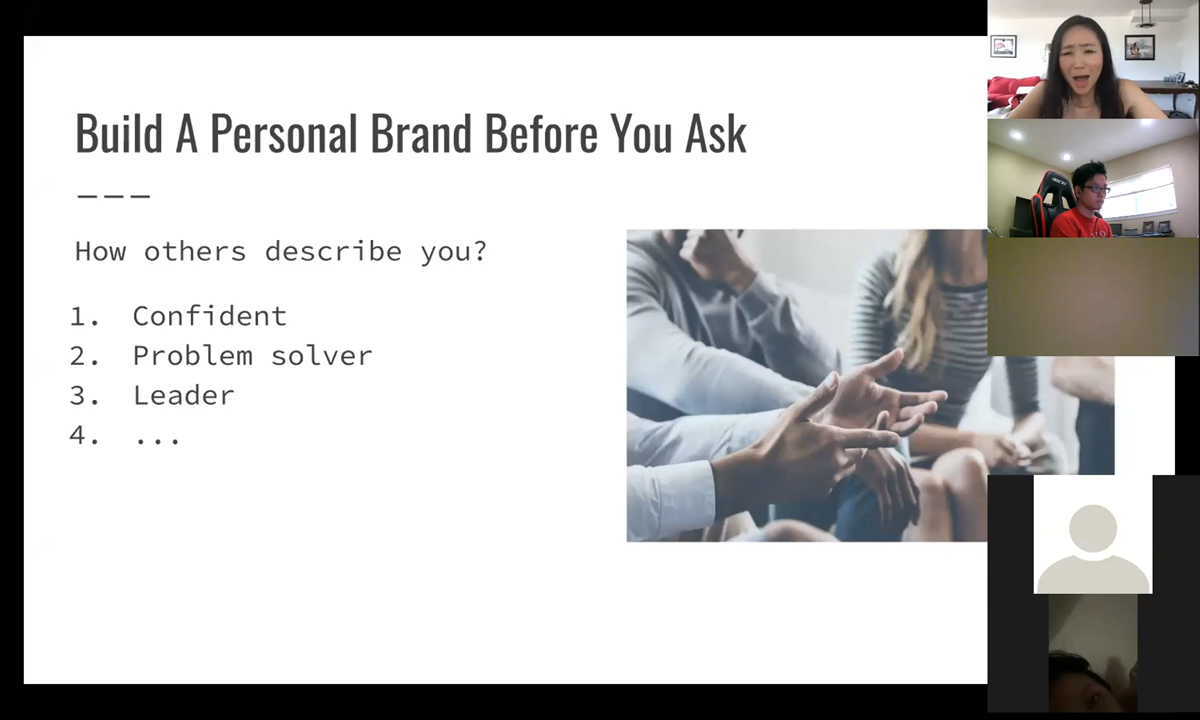 Build A Personal Brand Before You Ask
———
How others describe you?
1. Confident
2. Problem solver
3. Leader
4. ...